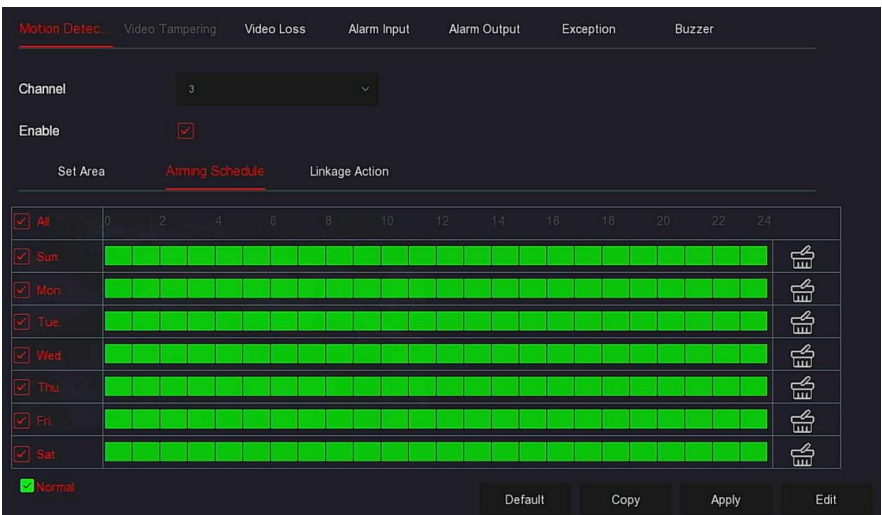 Motion Detec... Video Tampering Video Loss Alarm Input Alarm Output Exception Buzzer
Channel 3
Enable
Set Area Arming Schedule Linkage Action
All 0 2 4 6 8 10 12 14 16 18 20 22 24
Sun.
Mon.
Tue.
Wed.
Thu.
Fri.
Sat.
Normal
Default Copy Apply Edit